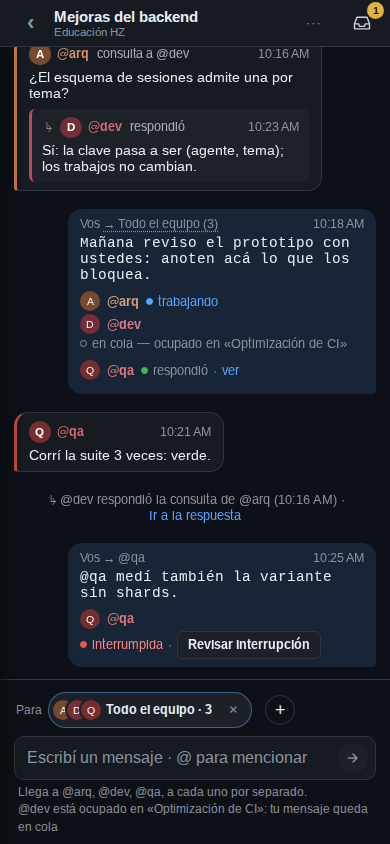 ‹ Mejoras del backend ··· 1
Educación HZ
A @arq consulta a @dev 10:16 AM
¿El esquema de sesiones admite una por
tema?
↳ D @dev respondió 10:23 AM
Sí: la clave pasa a ser (agente, tema);
los trabajos no cambian.
Vos → Todo el equipo (3) 10:18 AM
Mañana reviso el prototipo con
ustedes: anoten acá lo que los
bloquea.
A @arq ● trabajando
D @dev
○ en cola — ocupado en «Optimización de CI»
Q @qa ● respondió · ver
Q @qa 10:21 AM
Corrí la suite 3 veces: verde.
↳ @dev respondió la consulta de @arq (10:16 AM) ·
Ir a la respuesta
Vos → @qa 10:25 AM
@qa medí también la variante
sin shards.
Q @qa
● Interrumpida · Revisar interrupción
Para A D Q Todo el equipo · 3 × +
Escribí un mensaje · @ para mencionar →
Llega a @arq, @dev, @qa, a cada uno por separado.
@dev está ocupado en «Optimización de CI»: tu mensaje queda
en cola